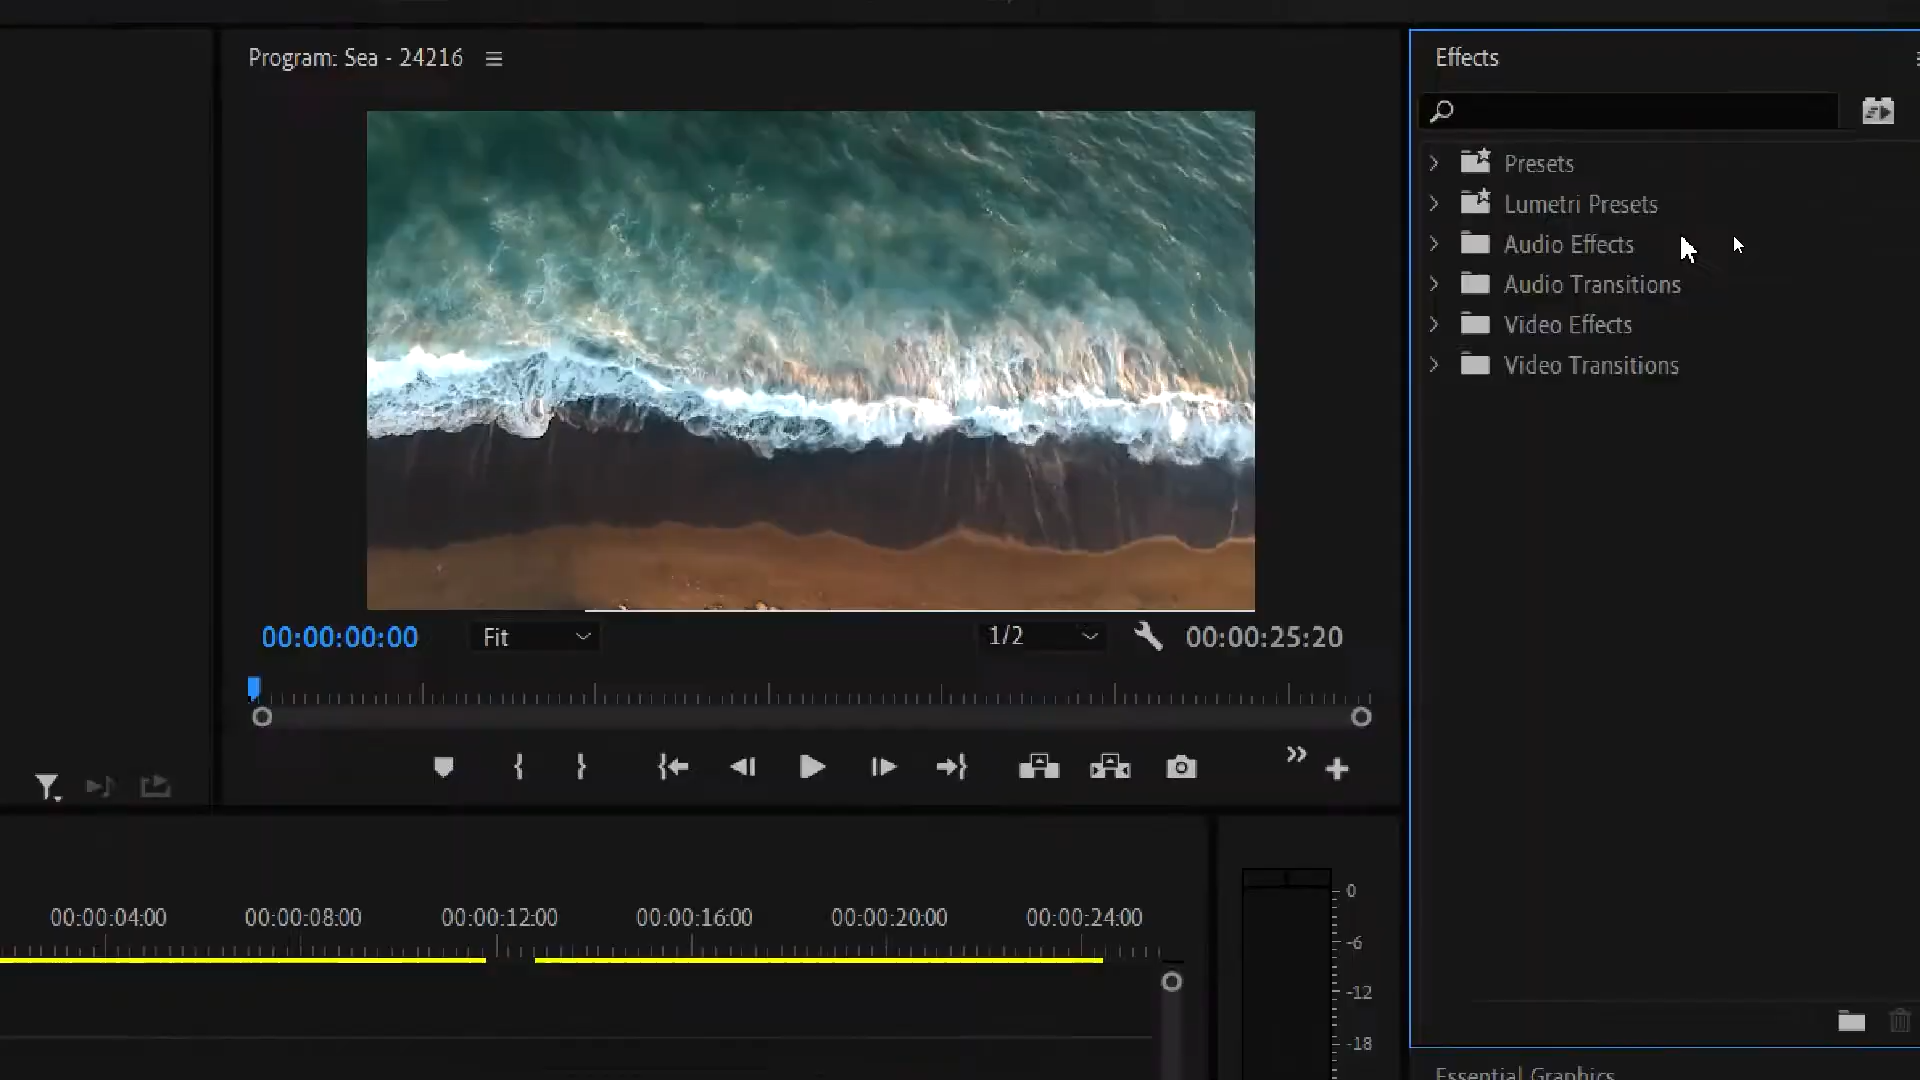 Program: Sea - 24216
Effects
Presets
Lumetri Presets
Audio Effects
Audio Transitions
Video Effects
Video Transitions
00:00:00:00
Fit
1/2
00:00:25:20
00:00:04:00
00:00:08:00
00:00:12:00
00:00:16:00
00:00:20:00
00:00:24:00
0
-6
-12
-18
Essential Graphics